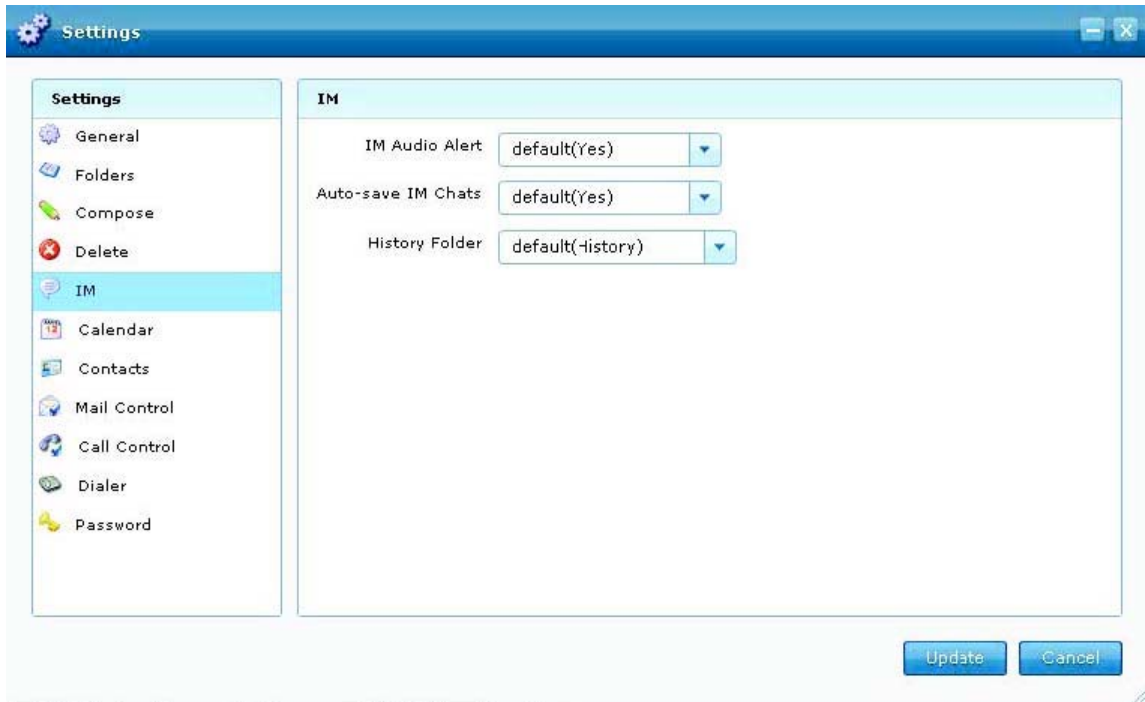 Settings
Settings
General
Folders
Compose
Delete
IM
Calendar
Contacts
Mail Control
Call Control
Dialer
Password
IM
IM Audio Alert default(Yes)
Auto-save IM Chats default(Yes)
History Folder default(History)
Update Cancel